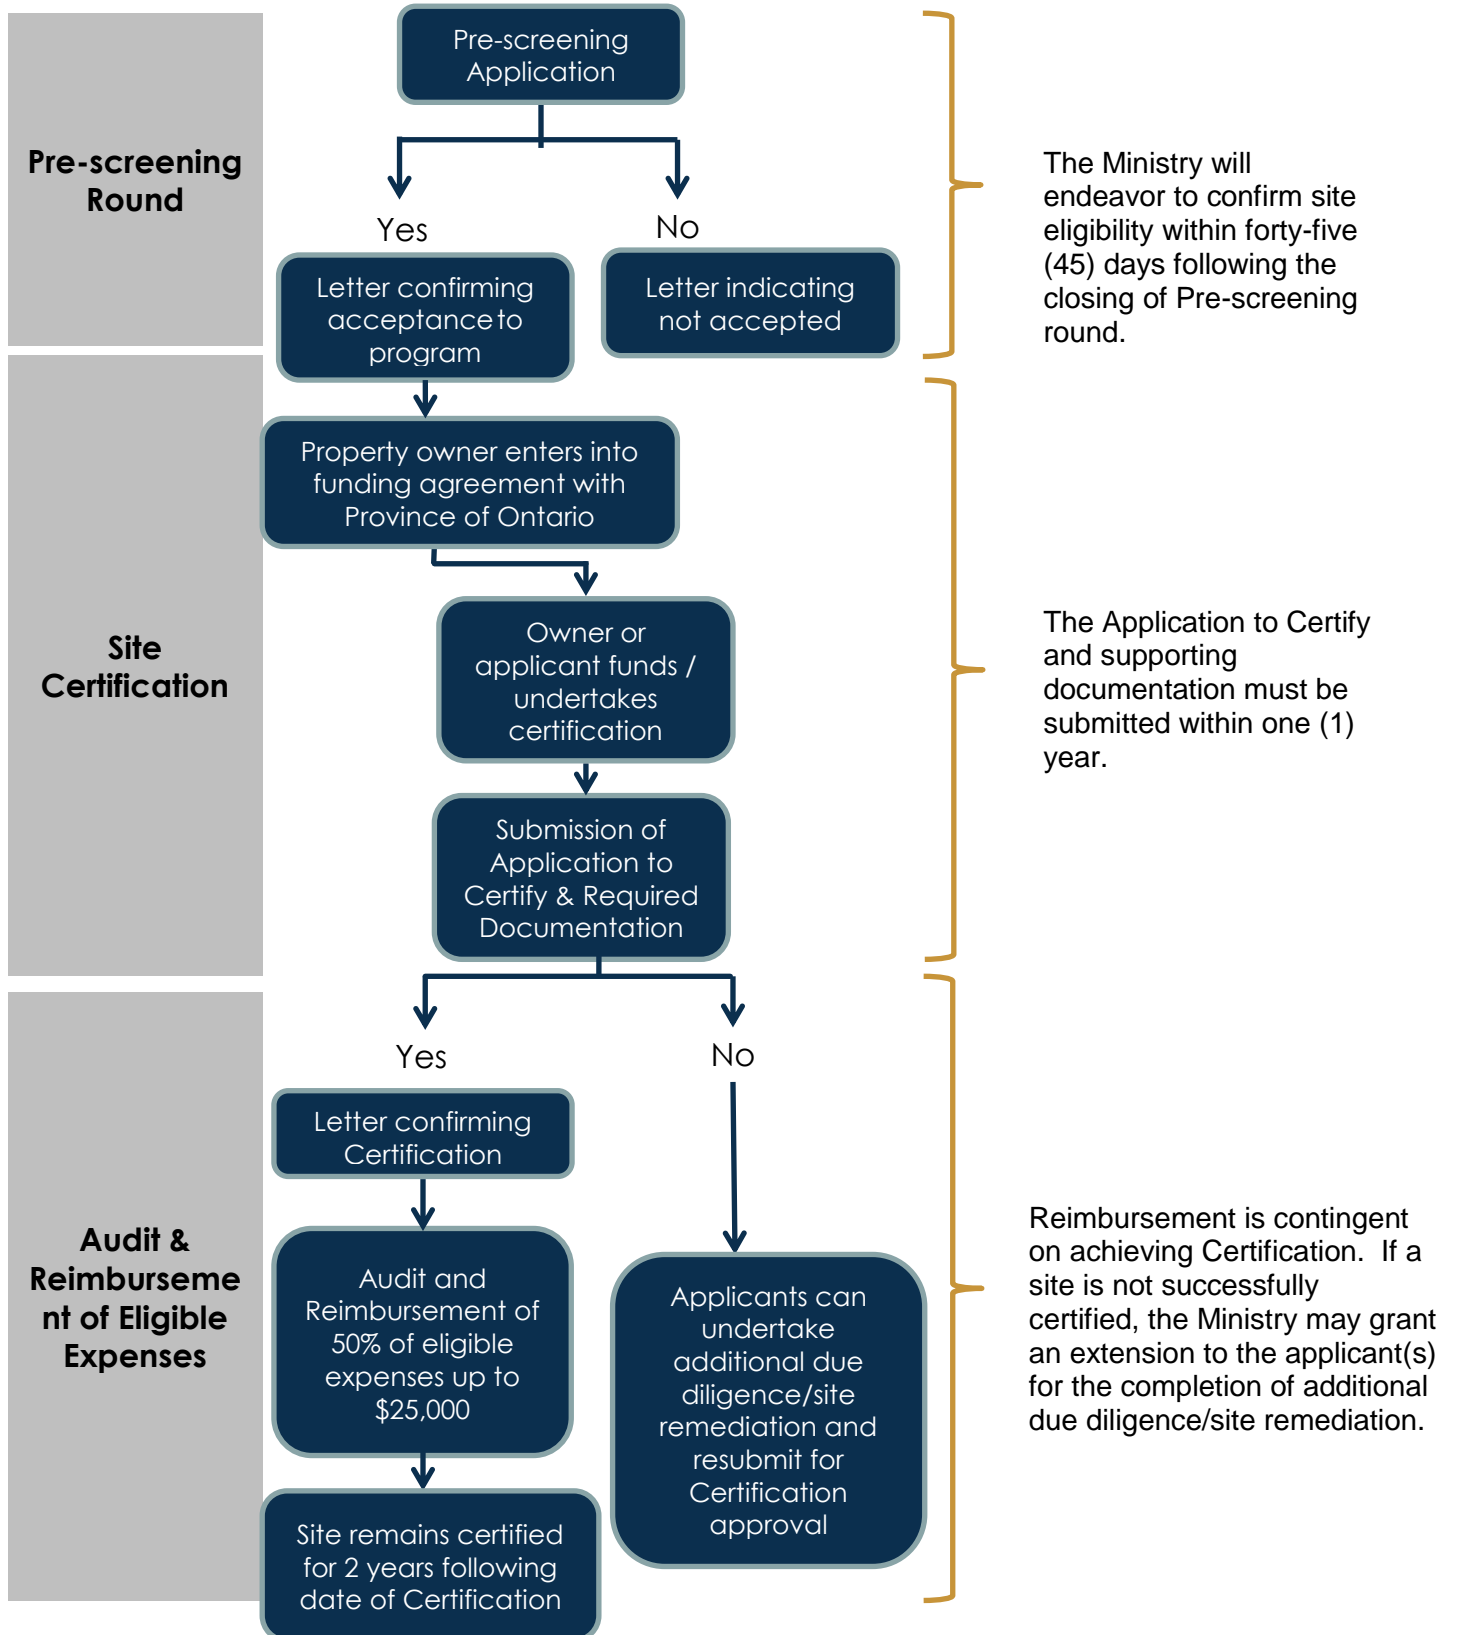 Pre-screening
Application
Pre-screening
Round
Yes
No
Letter confirming
acceptance to
program
Letter indicating
not accepted
The Ministry will
endeavor to confirm site
eligibility within forty-five
(45) days following the
closing of Pre-screening
round.
Site
Certification
Property owner enters into
funding agreement with
Province of Ontario
Owner or
applicant funds /
undertakes
certification
Submission of
Application to
Certify & Required
Documentation
The Application to Certify
and supporting
documentation must be
submitted within one (1)
year.
Audit &
Reimburseme
nt of Eligible
Expenses
Yes
No
Letter confirming
Certification
Audit and
Reimbursement of
50% of eligible
expenses up to
$25,000
Site remains certified
for 2 years following
date of Certification
Applicants can
undertake
additional due
diligence/site
remediation and
resubmit for
Certification
approval
Reimbursement is contingent
on achieving Certification.  If a
site is not successfully
certified, the Ministry may grant
an extension to the applicant(s)
for the completion of additional
due diligence/site remediation.